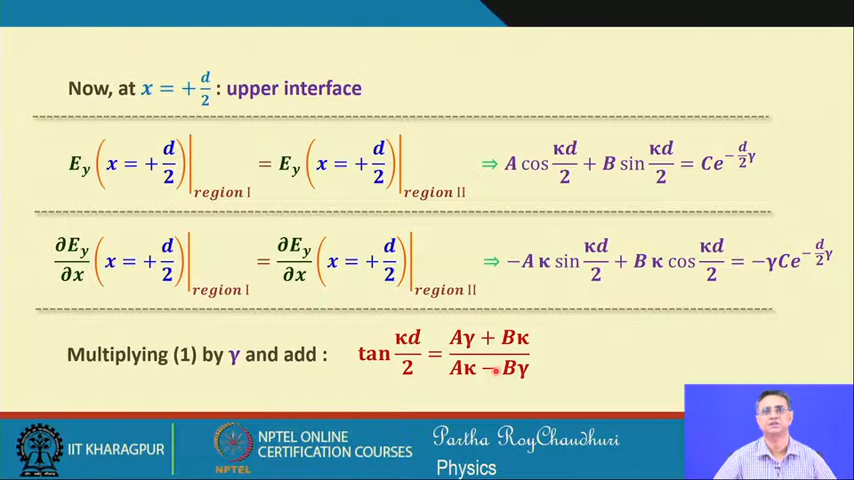 Now, at x = +d/2 : upper interface
E_y(x = +d/2)|_region I = E_y(x = +d/2)|_region II ⇒ A cos κd/2 + B sin κd/2 = Ce^(-d/2 γ)
∂E_y/∂x (x = +d/2)|_region I = ∂E_y/∂x (x = +d/2)|_region II ⇒ -A κ sin κd/2 + B κ cos κd/2 = -γCe^(-d/2 γ)
Multiplying (1) by γ and add : tan κd/2 = (Aγ + Bκ)/(Aκ - Bγ)
IIT KHARAGPUR
NPTEL
NPTEL ONLINE
CERTIFICATION COURSES
Partha RoyChaudhuri
Physics